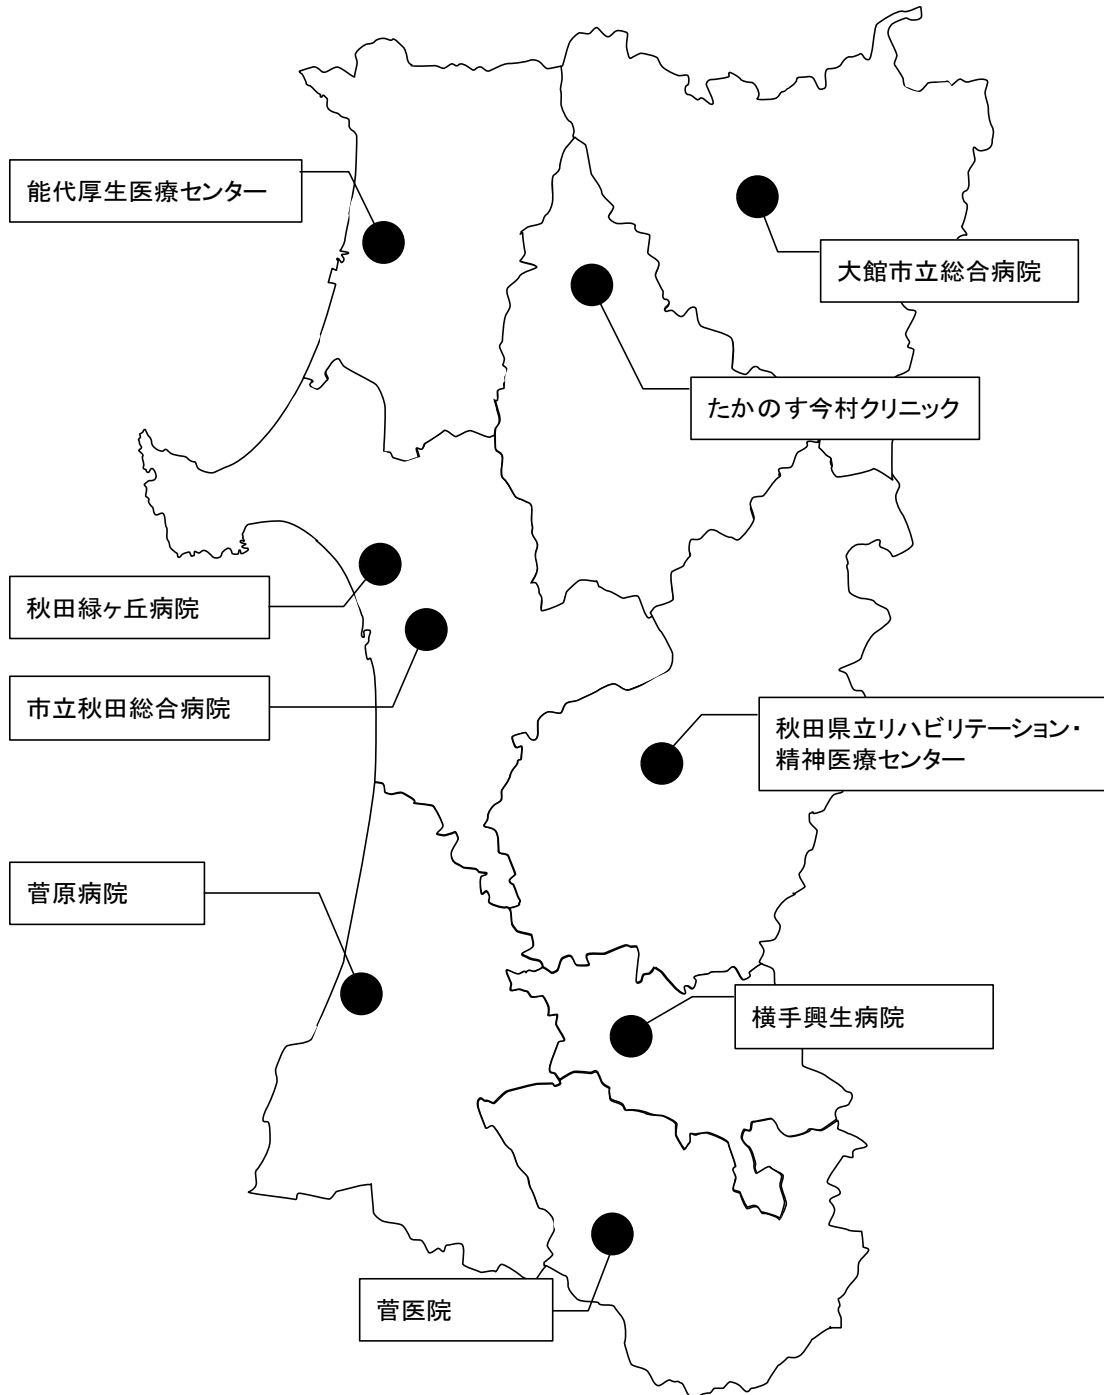 能代厚生医療センター
大館市立総合病院
たかのす今村クリニック
秋田緑ヶ丘病院
市立秋田総合病院
秋田県立リハビリテーション・
精神医療センター
菅原病院
横手興生病院
菅医院